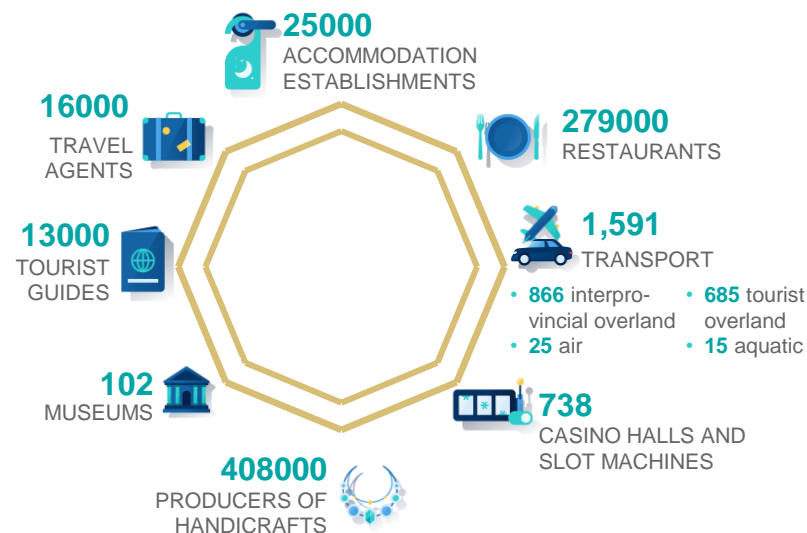 25000
ACCOMMODATION
ESTABLISHMENTS
16000
TRAVEL
AGENTS
279000
RESTAURANTS
13000
TOURIST
GUIDES
1,591
TRANSPORT
• 866 interpro-
vincial overland
• 25 air
• 685 tourist
overland
• 15 aquatic
102
MUSEUMS
738
CASINO HALLS AND
SLOT MACHINES
408000
PRODUCERS OF
HANDICRAFTS